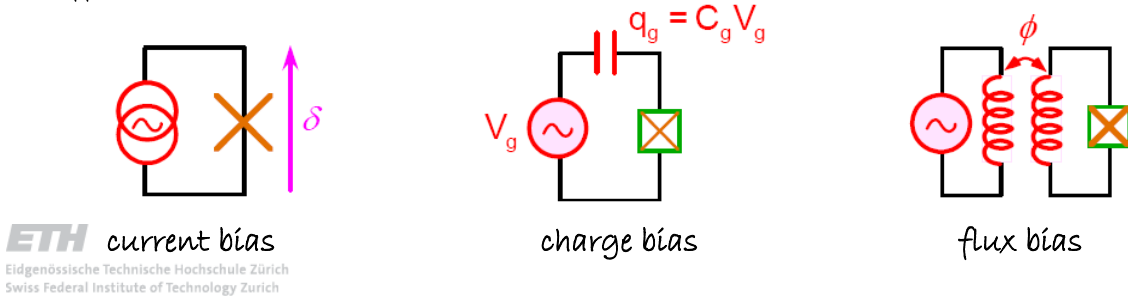 q_g = C_g V_g
ϕ
δ
V_g
current bias
charge bias
flux bias
ETH
Eidgenössische Technische Hochschule Zürich
Swiss Federal Institute of Technology Zurich